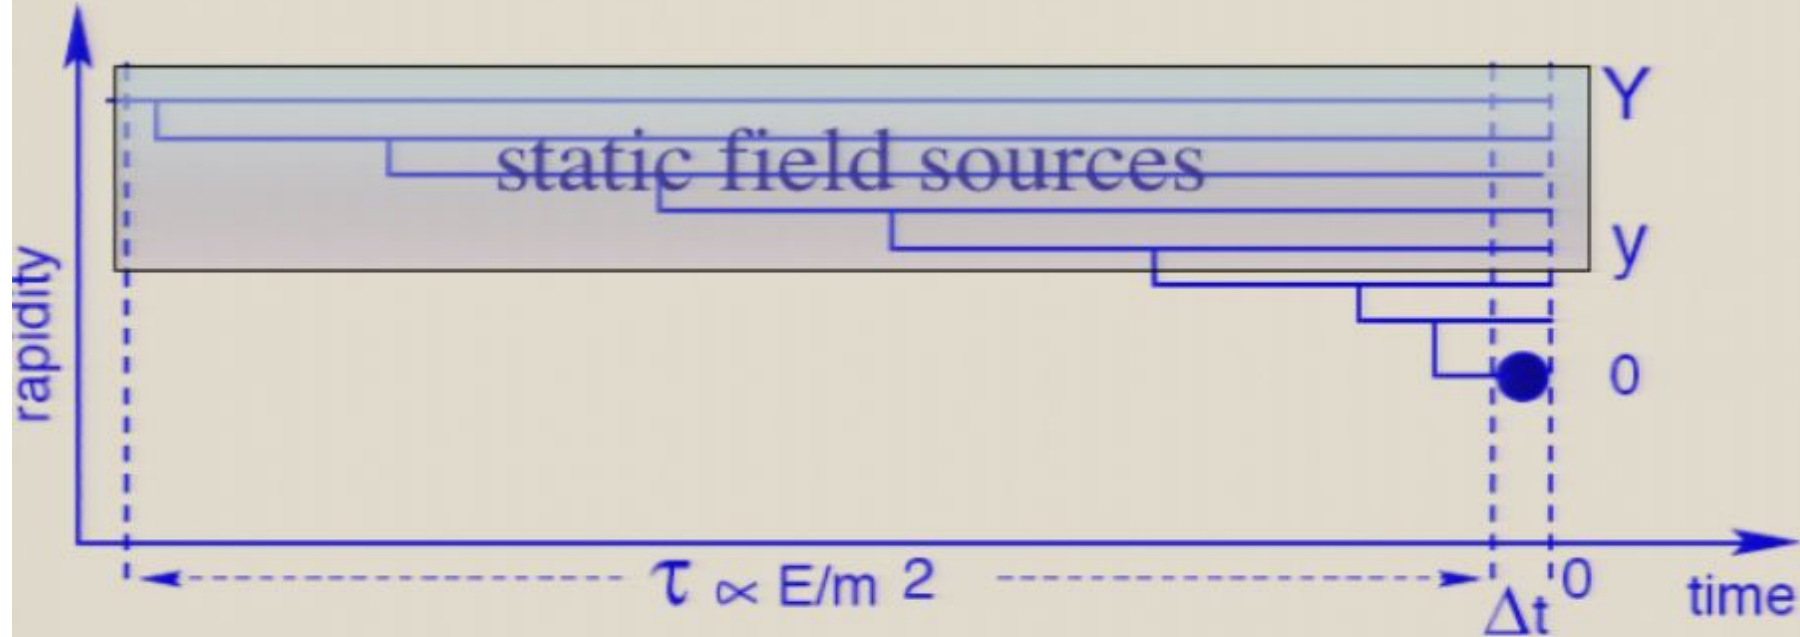 Y
static field sources
y
rapidity
0
τ ∝ E/m 2
0
Δt
time